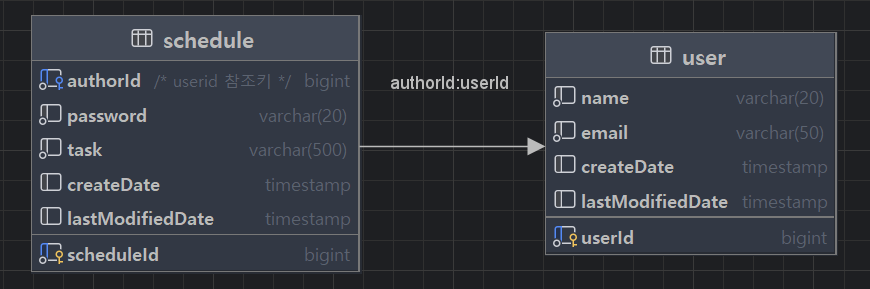 schedule
authorId /* userid 참조키 */ bigint
password varchar(20)
task varchar(500)
createDate timestamp
lastModifiedDate timestamp
scheduleId bigint
authorId:userId
user
name varchar(20)
email varchar(50)
createDate timestamp
lastModifiedDate timestamp
userId bigint